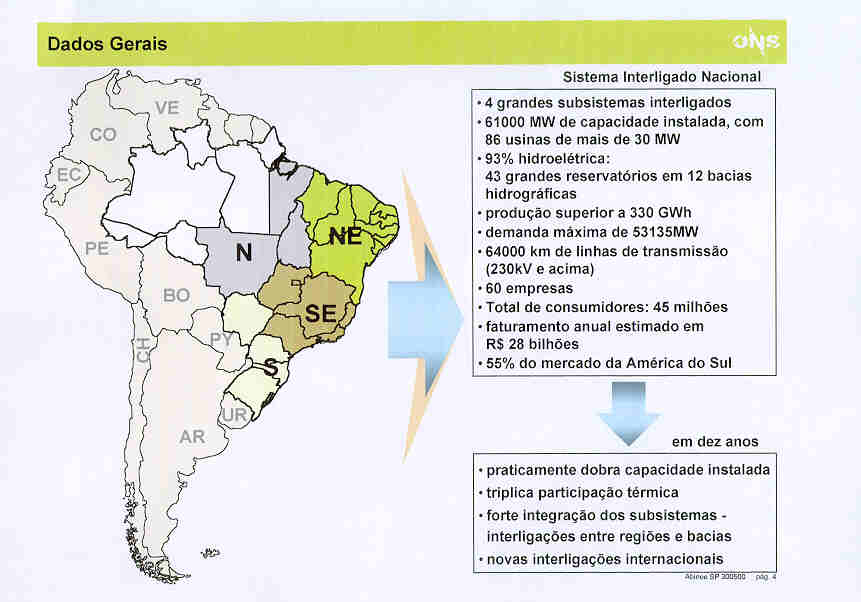 Dados Gerais
ONS
Sistema Interligado Nacional
VE
CO
EC
PE
BO
CH
PY
UR
AR
N
NE
SE
S
• 4 grandes subsistemas interligados
• 61000 MW de capacidade instalada, com
86 usinas de mais de 30 MW
• 93% hidroelétrica:
43 grandes reservatórios em 12 bacias
hidrográficas
• produção superior a 330 GWh
• demanda máxima de 53135MW
• 64000 km de linhas de transmissão
(230kV e acima)
• 60 empresas
• Total de consumidores: 45 milhões
• faturamento anual estimado em
R$ 28 bilhões
• 55% do mercado da América do Sul
em dez anos
• praticamente dobra capacidade instalada
• triplica participação térmica
• forte integração dos subsistemas -
interligações entre regiões e bacias
• novas interligações internacionais
Abinee SP 300500 pág. 4